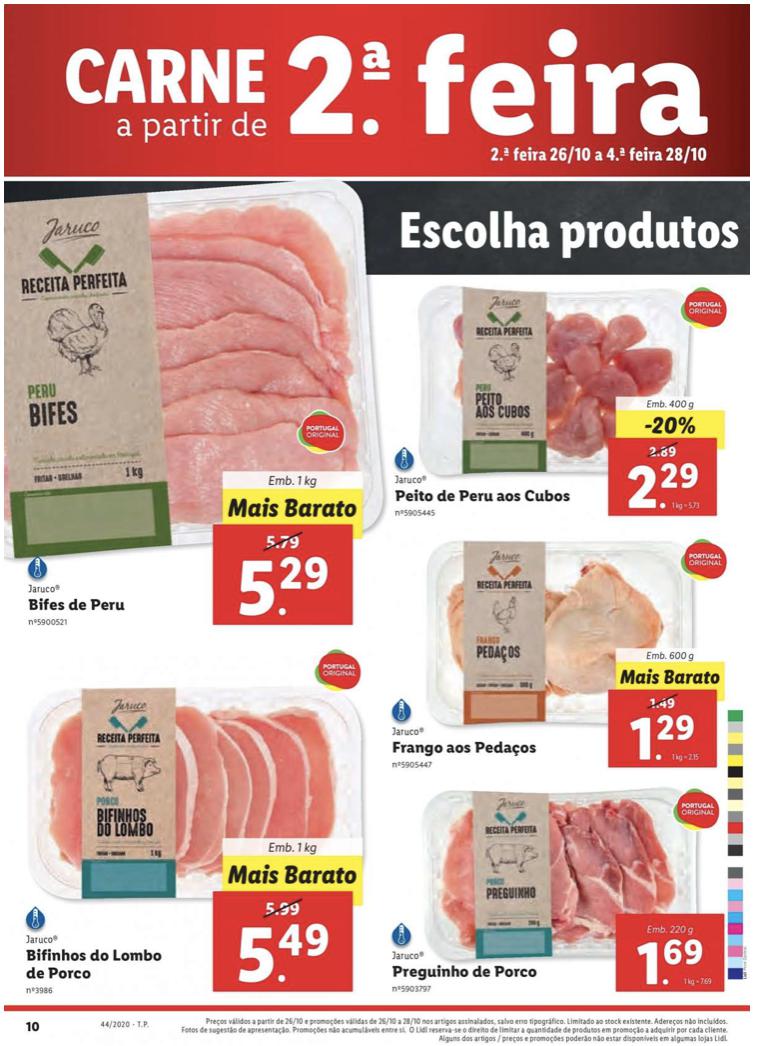 CARNE
a partir de
2.ª feira
2.ª feira 26/10 a 4.ª feira 28/10
Escolha produtos
Jaruco
RECEITA PERFEITA
PERU
BIFES
FRITAR • GRELHAR
1 kg
PORTUGAL
ORIGINAL
Emb. 1 kg
Mais Barato
5.79
5.29
Jaruco®
Bifes de Peru
nº5900521
Jaruco
RECEITA PERFEITA
PERU
PEITO
AOS CUBOS
400 g
PORTUGAL
ORIGINAL
Emb. 400 g
-20%
2.89
2.29
1 kg = 5.73
Jaruco®
Peito de Peru aos Cubos
nº5905445
Jaruco
RECEITA PERFEITA
FRANGO
PEDAÇOS
PORTUGAL
ORIGINAL
Emb. 600 g
Mais Barato
1.49
1.29
1 kg = 2.15
Jaruco®
Frango aos Pedaços
nº5905447
PORTUGAL
ORIGINAL
Jaruco
RECEITA PERFEITA
PORCO
BIFINHOS
DO LOMBO
1 kg
Emb. 1 kg
Mais Barato
5.99
5.49
Jaruco®
Bifinhos do Lombo
de Porco
nº3986
Jaruco
RECEITA PERFEITA
PORCO
PREGUINHO
PORTUGAL
ORIGINAL
Emb. 220 g
1.69
1 kg = 7.69
Jaruco®
Preguinho de Porco
nº5903797
10
44/2020 - T.P.
Preços válidos a partir de 26/10 e promoções válidas de 26/10 a 28/10 nos artigos assinalados, salvo erro tipográfico. Limitado ao stock existente. Adereços não incluídos.
Fotos de sugestão de apresentação. Promoções não acumuláveis entre si. O Lidl reserva-se o direito de limitar a quantidade de produtos em promoção a adquirir por cada cliente.
Alguns dos artigos / preços e promoções poderão não estar disponíveis em algumas lojas Lidl.